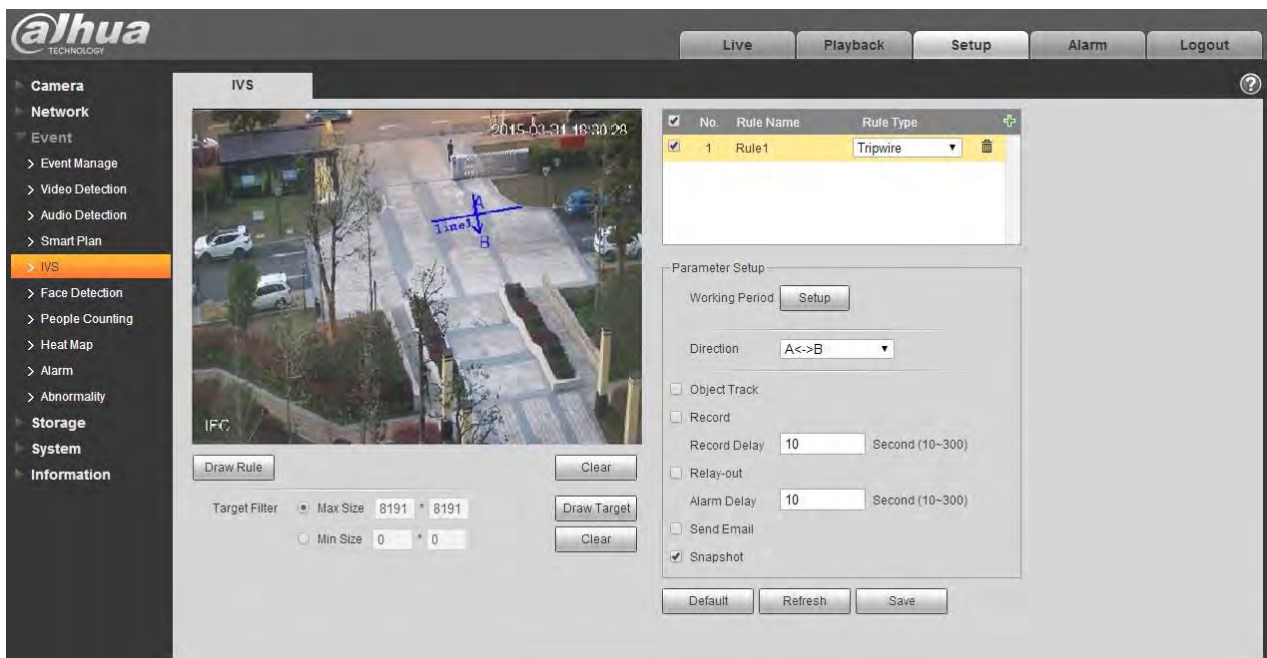 alhua
TECHNOLOGY
Live Playback Setup Alarm Logout
Camera
Network
Event
> Event Manage
> Video Detection
> Audio Detection
> Smart Plan
> IVS
> Face Detection
> People Counting
> Heat Map
> Alarm
> Abnormality
Storage
System
Information
IVS
?
2015-03-31 18:30:28
A
line1
B
IPC
Draw Rule Clear
Target Filter Max Size 8191 * 8191 Draw Target
Min Size 0 * 0 Clear
No. Rule Name Rule Type
1 Rule1 Tripwire
Parameter Setup
Working Period Setup
Direction A<->B
Object Track
Record
Record Delay 10 Second (10~300)
Relay-out
Alarm Delay 10 Second (10~300)
Send Email
Snapshot
Default Refresh Save